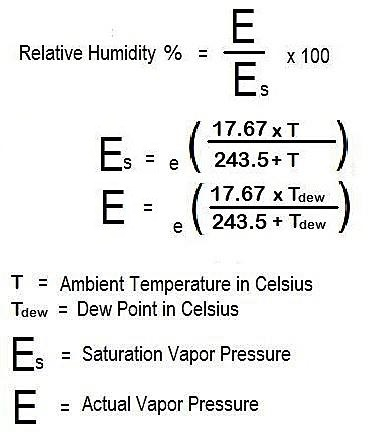 Relative Humidity % = E / Es x 100
Es = e ( 17.67 x T / 243.5 + T )
E = e ( 17.67 x Tdew / 243.5 + Tdew )
T = Ambient Temperature in Celsius
Tdew = Dew Point in Celsius
Es = Saturation Vapor Pressure
E = Actual Vapor Pressure